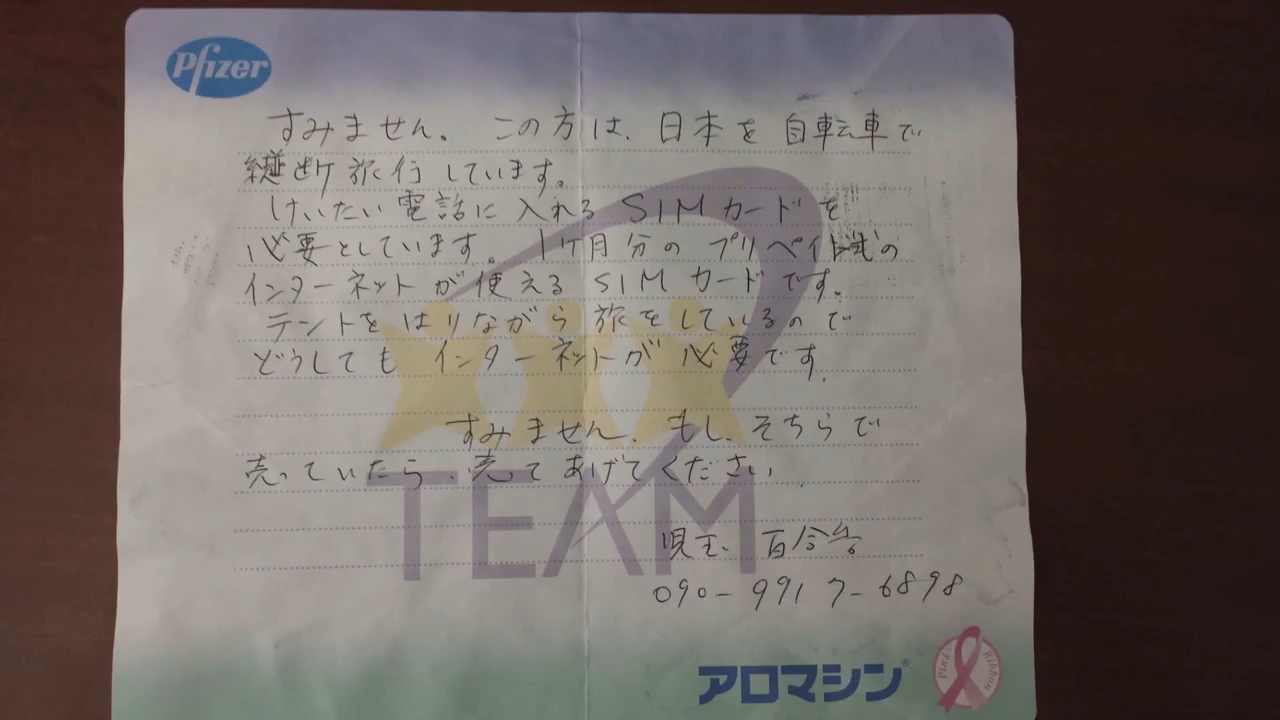 Pfizer
すみません。この方は、日本を自転車で
縦断旅行しています。
けいたい電話に入れるSIMカードを
必要としています。1ヶ月分のプリペイド式の
インターネットが使えるSIMカードです。
テントをはりながら旅をしているので
どうしてもインターネットが必要です。
すみません、もし、そちらで
売っていたら、売ってあげてください。
TEAM
児玉 百合
090-9917-6898
アロマシン®
Pink Ribbon